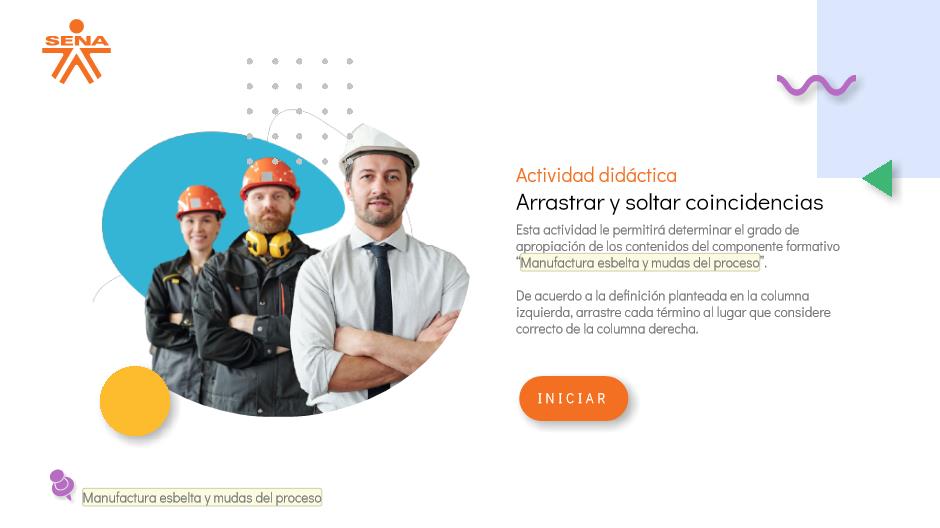 SENA
Actividad didáctica
Arrastrar y soltar coincidencias
Esta actividad le permitirá determinar el grado de
apropiación de los contenidos del componente formativo
“Manufactura esbelta y mudas del proceso”.
De acuerdo a la definición planteada en la columna
izquierda, arrastre cada término al lugar que considere
correcto de la columna derecha.
INICIAR
Manufactura esbelta y mudas del proceso